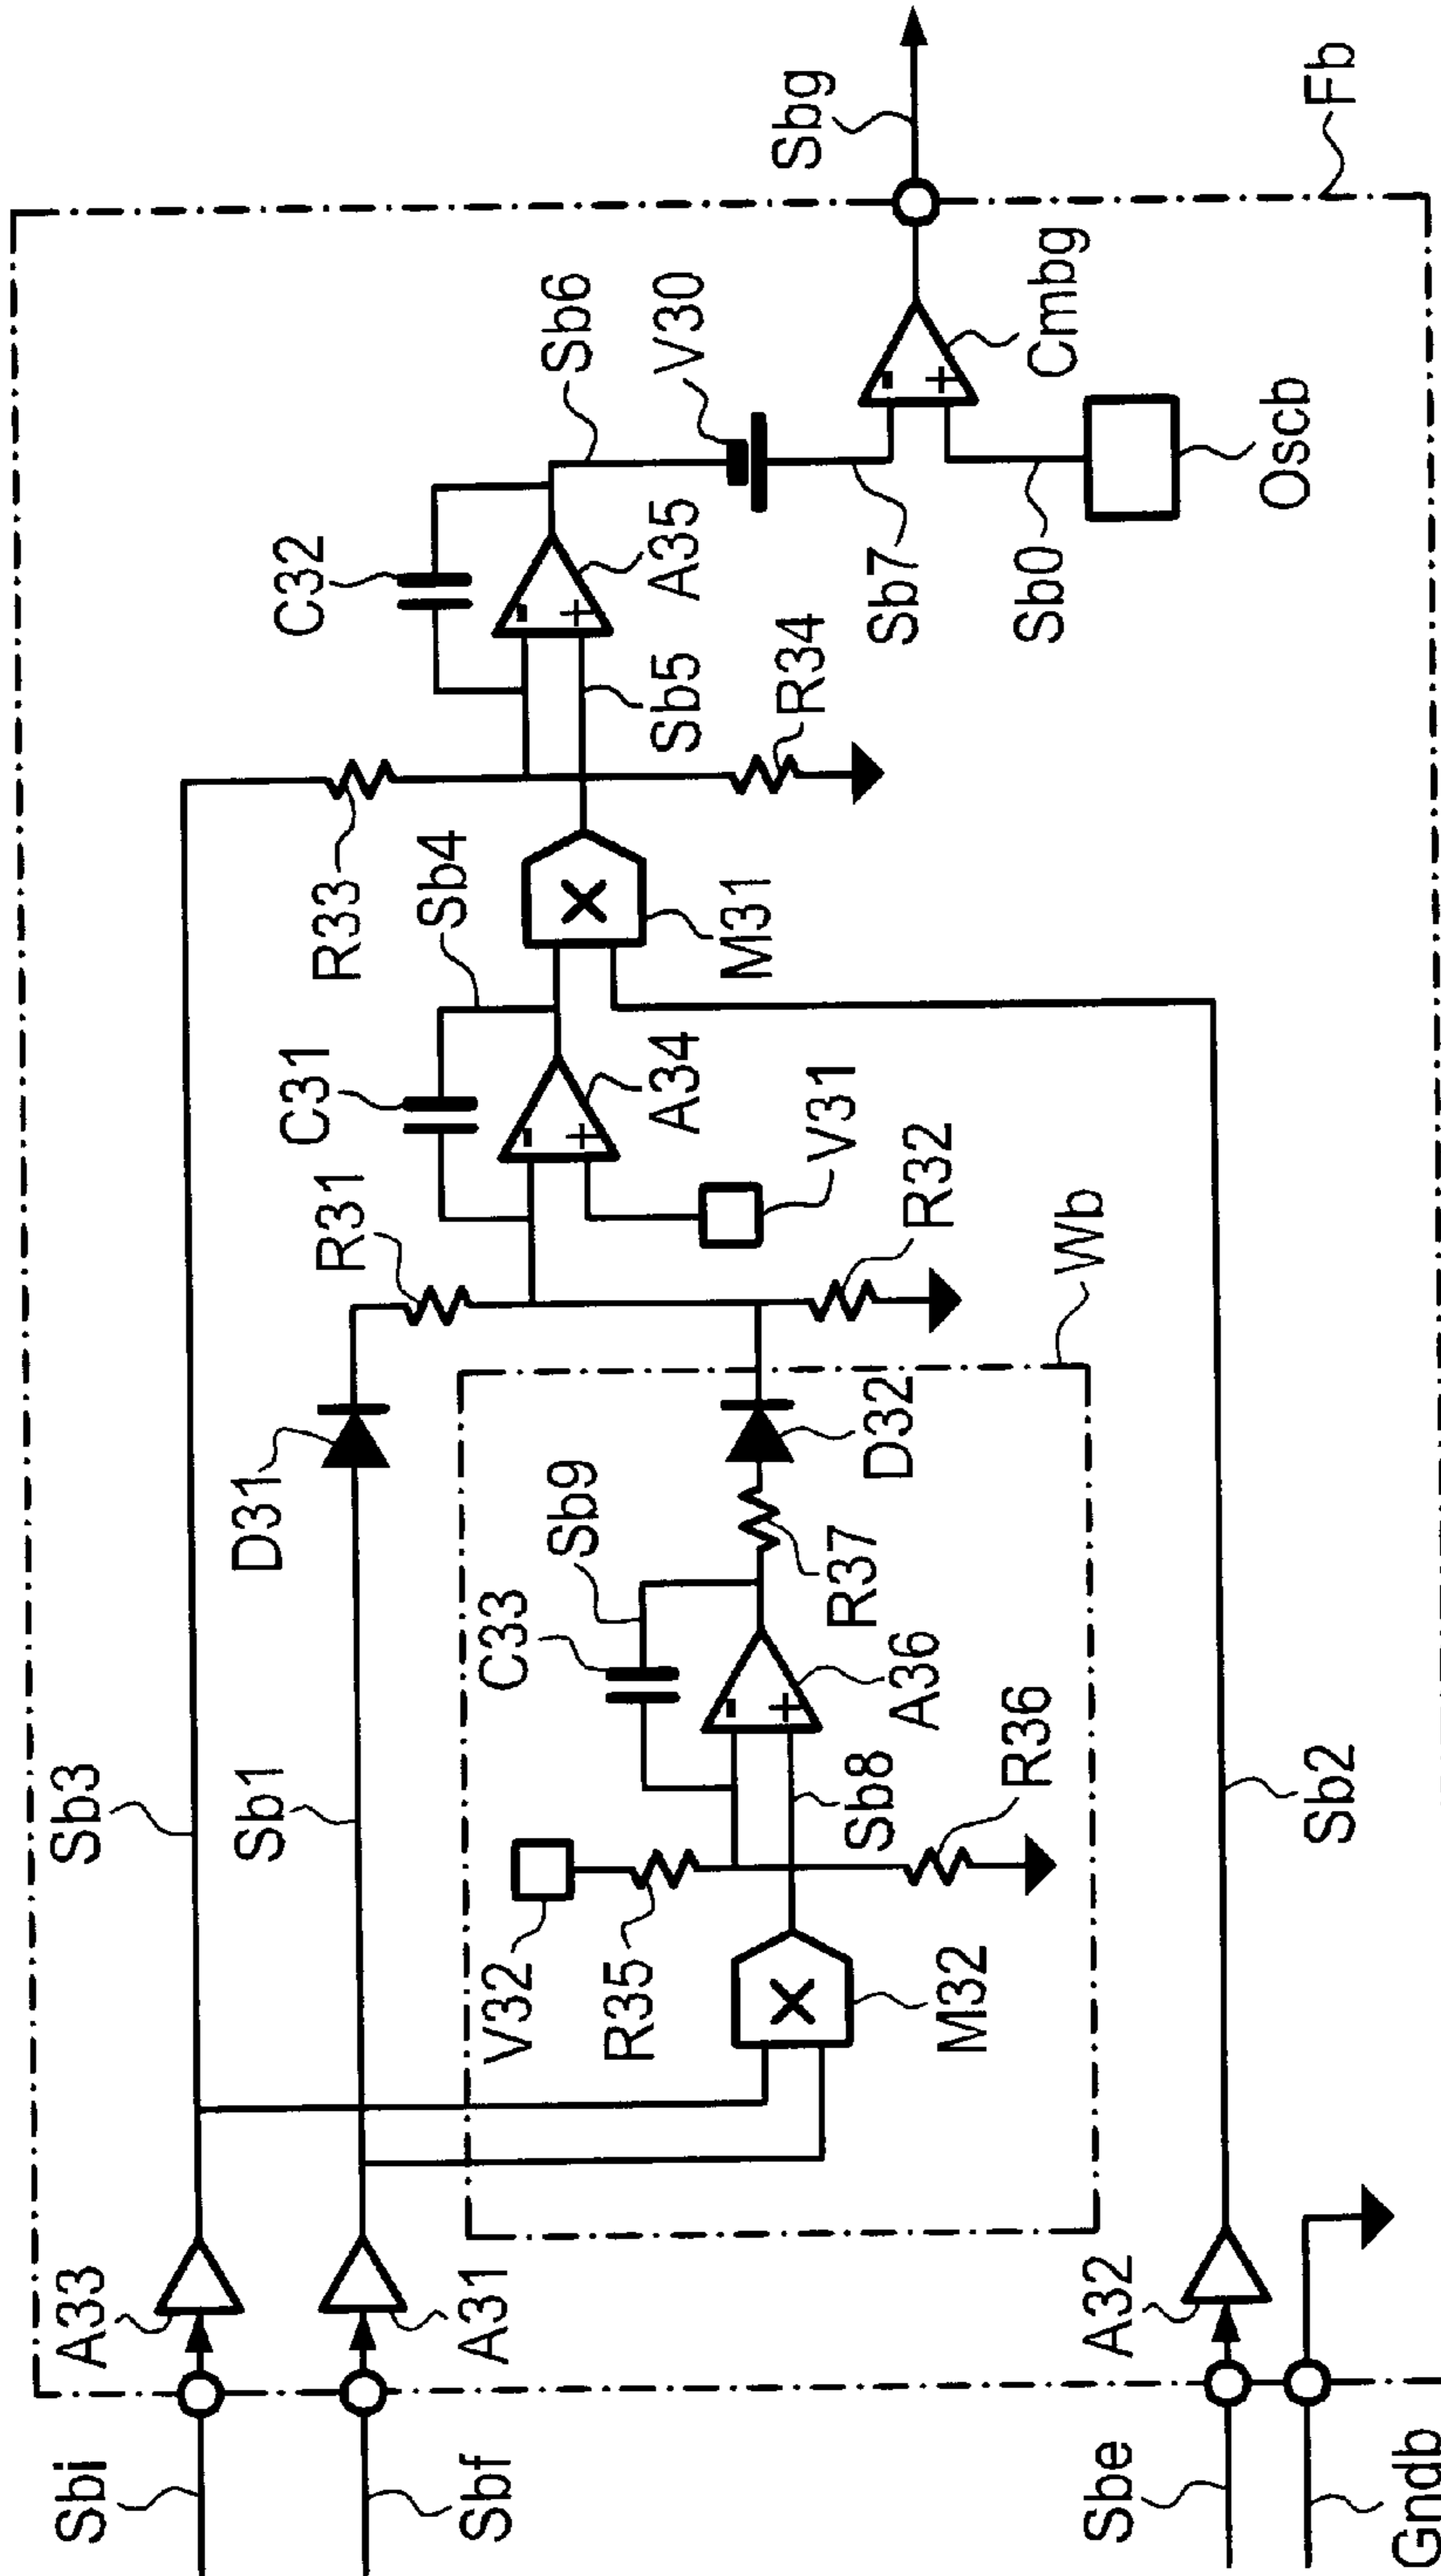 Sbi
Sbf
Sbe
Gndb
A33
A31
A32
Sb3
Sb1
Sb2
V32
R35
M32
C33
Sb9
Sb8
A36
R36
R37
D31
D32
Wb
R31
R32
C31
A34
V31
Sb4
M31
R33
R34
Sb5
C32
A35
Sb6
V30
Sb7
Sb0
Oscb
Cmbg
Sbg
Fb
-
+
-
+
-
+
-
+
×
×